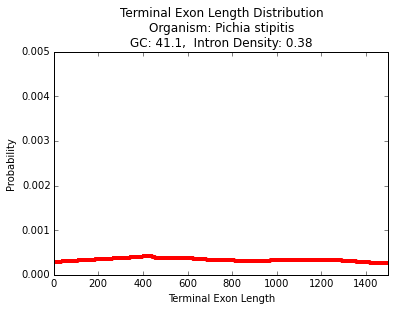 Terminal Exon Length Distribution
Organism: Pichia stipitis
GC: 41.1,  Intron Density: 0.38
0.005
0.004
0.003
0.002
0.001
0.000
Probability
0
200
400
600
800
1000
1200
1400
Terminal Exon Length